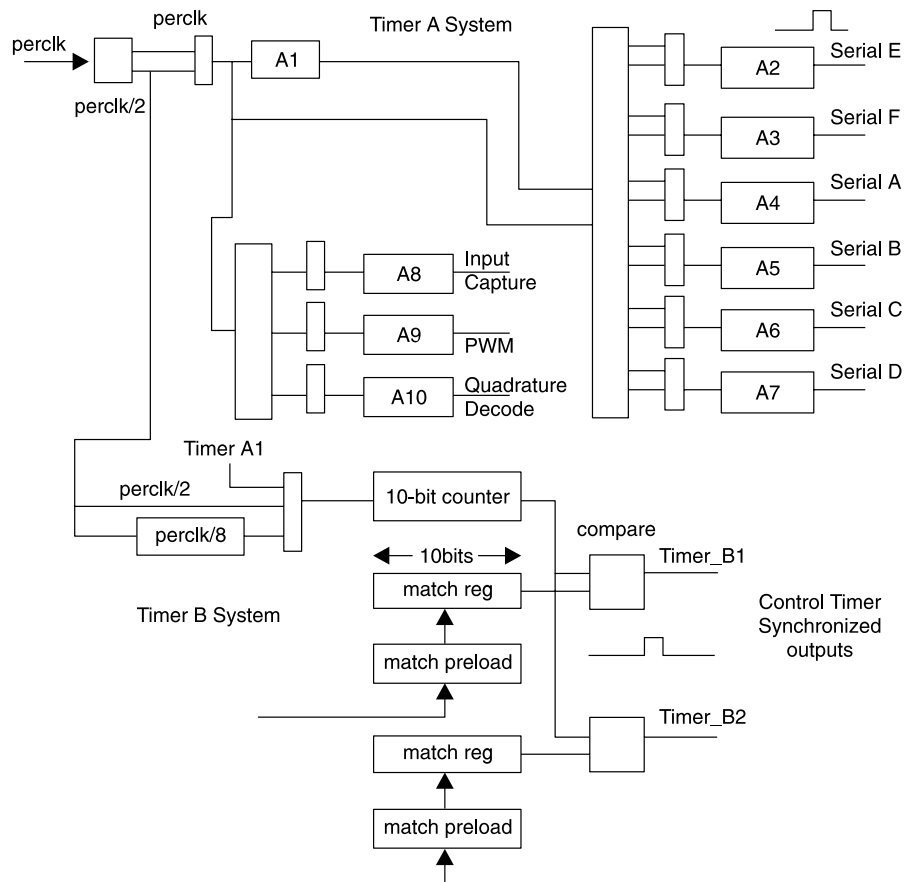 perclk
Timer A System
perclk
A1
A2
Serial E
perclk/2
A3
Serial F
A4
Serial A
A5
Serial B
A6
Serial C
A7
Serial D
A8
Input
Capture
A9
PWM
A10
Quadrature
Decode
Timer A1
perclk/2
perclk/8
10-bit counter
10bits
compare
match reg
Timer_B1
Timer B System
match preload
Control Timer
Synchronized
outputs
match reg
Timer_B2
match preload